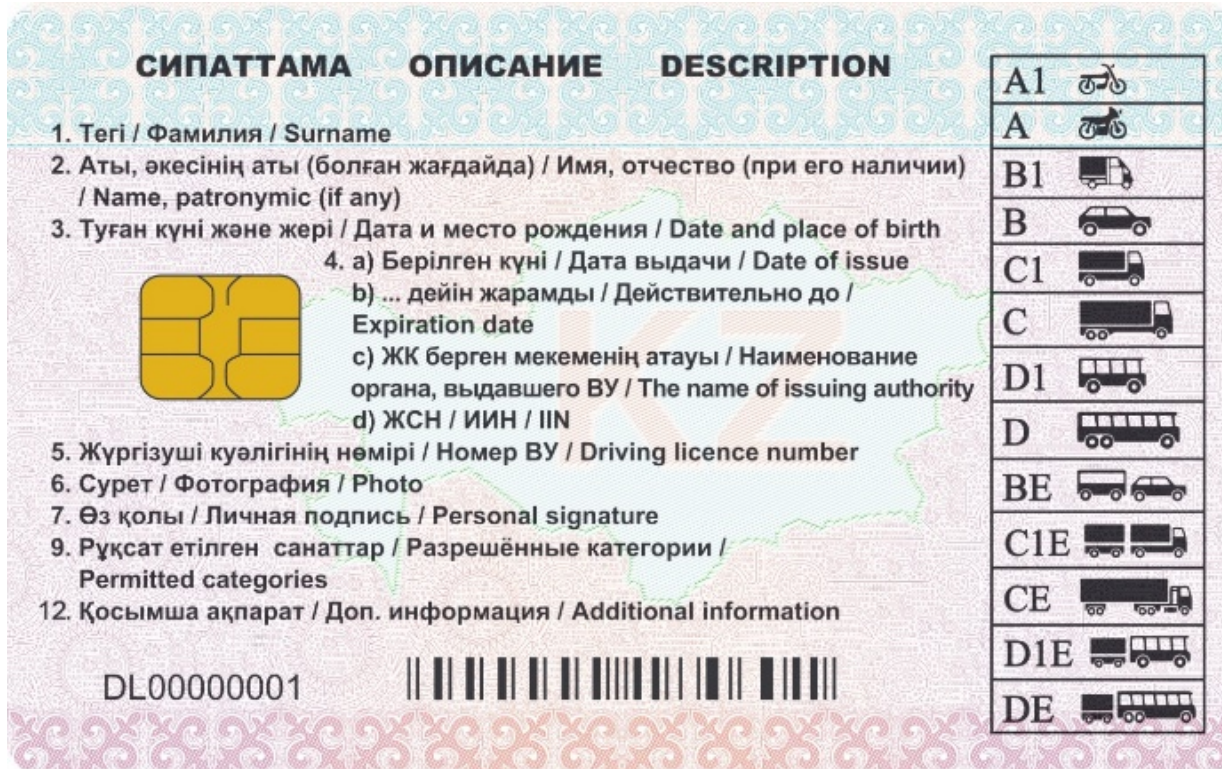 СИПАТТАМА ОПИСАНИЕ DESCRIPTION
1. Тегі / Фамилия / Surname
2. Аты, әкесінің аты (болған жағдайда) / Имя, отчество (при его наличии)
/ Name, patronymic (if any)
3. Туған күні және жері / Дата и место рождения / Date and place of birth
4. a) Берілген күні / Дата выдачи / Date of issue
b) ... дейін жарамды / Действительно до /
Expiration date
c) ЖК берген мекеменің атауы / Наименование
органа, выдавшего ВУ / The name of issuing authority
d) ЖСН / ИИН / IIN
5. Жүргізуші куәлігінің нөмірі / Номер ВУ / Driving licence number
6. Сурет / Фотография / Photo
7. Өз қолы / Личная подпись / Personal signature
9. Рұқсат етілген санаттар / Разрешённые категории /
Permitted categories
12. Қосымша ақпарат / Доп. информация / Additional information
DL00000001
KZ
A1
A
B1
B
C1
C
D1
D
BE
C1E
CE
D1E
DE